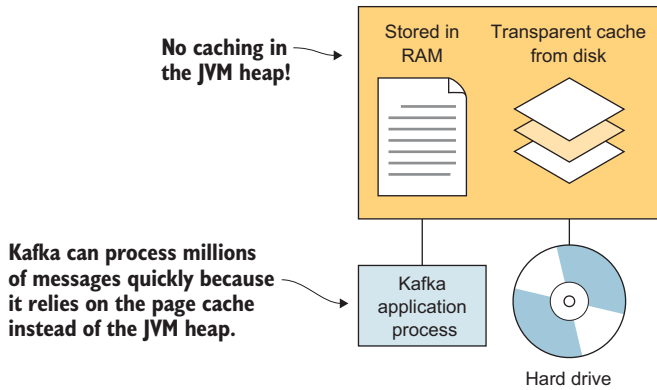 No caching in
the JVM heap!
Stored in
RAM
Transparent cache
from disk
Kafka can process millions
of messages quickly because
it relies on the page cache
instead of the JVM heap.
Kafka
application
process
Hard drive